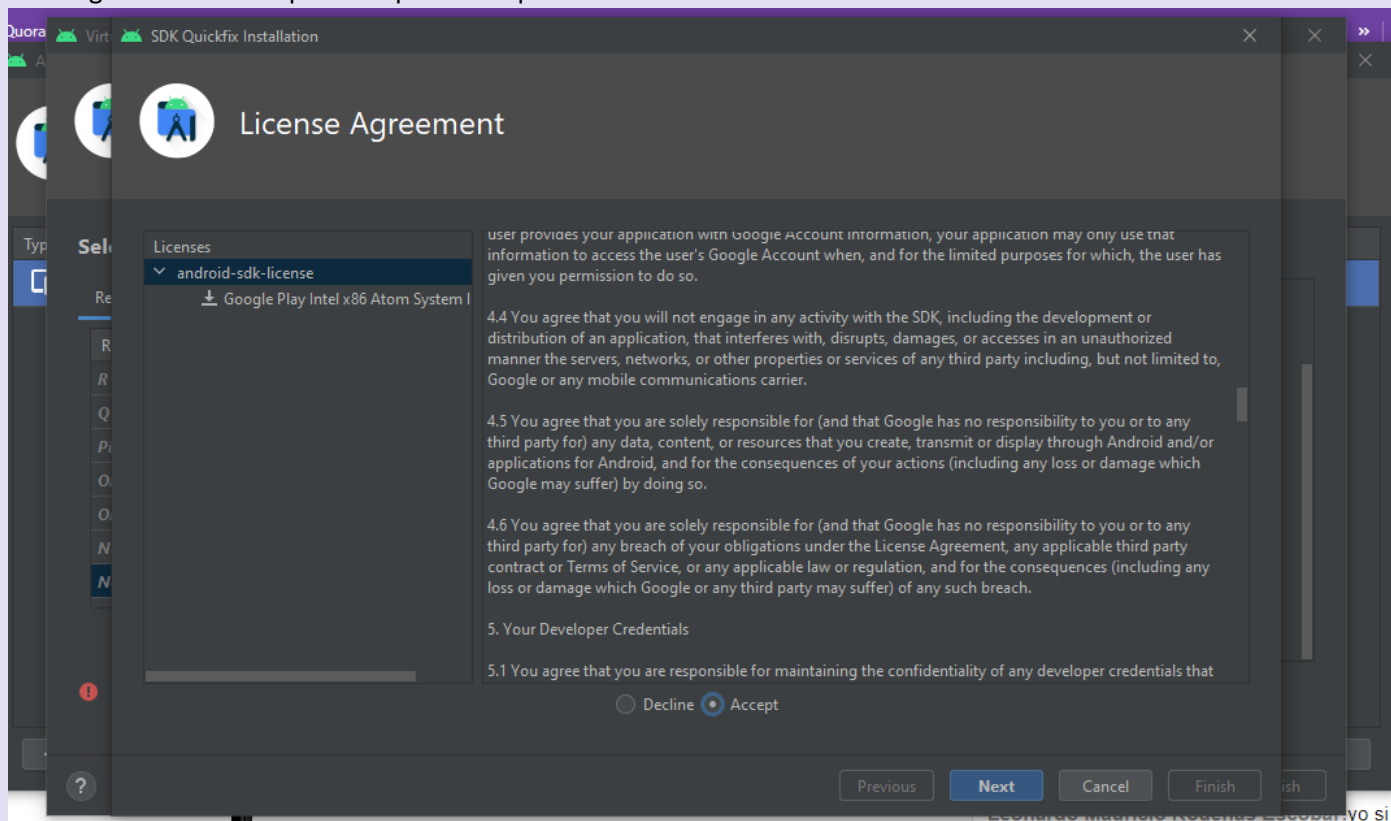 Quora
Virt
SDK Quickfix Installation
»
A
License Agreement
Typ
Sele
Licenses
android-sdk-license
Google Play Intel x86 Atom System I
Re
R
R
Q
Pi
O
O
N
N
user provides your application with Google Account information, your application may only use that
information to access the user's Google Account when, and for the limited purposes for which, the user has
given you permission to do so.
4.4 You agree that you will not engage in any activity with the SDK, including the development or
distribution of an application, that interferes with, disrupts, damages, or accesses in an unauthorized
manner the servers, networks, or other properties or services of any third party including, but not limited to,
Google or any mobile communications carrier.
4.5 You agree that you are solely responsible for (and that Google has no responsibility to you or to any
third party for) any data, content, or resources that you create, transmit or display through Android and/or
applications for Android, and for the consequences of your actions (including any loss or damage which
Google may suffer) by doing so.
4.6 You agree that you are solely responsible for (and that Google has no responsibility to you or to any
third party for) any breach of your obligations under the License Agreement, any applicable third party
contract or Terms of Service, or any applicable law or regulation, and for the consequences (including any
loss or damage which Google or any third party may suffer) of any such breach.
5. Your Developer Credentials
5.1 You agree that you are responsible for maintaining the confidentiality of any developer credentials that
Decline Accept
? Previous Next Cancel Finish ish
Leonardo Mauricio Rodenas Escobar:yo si